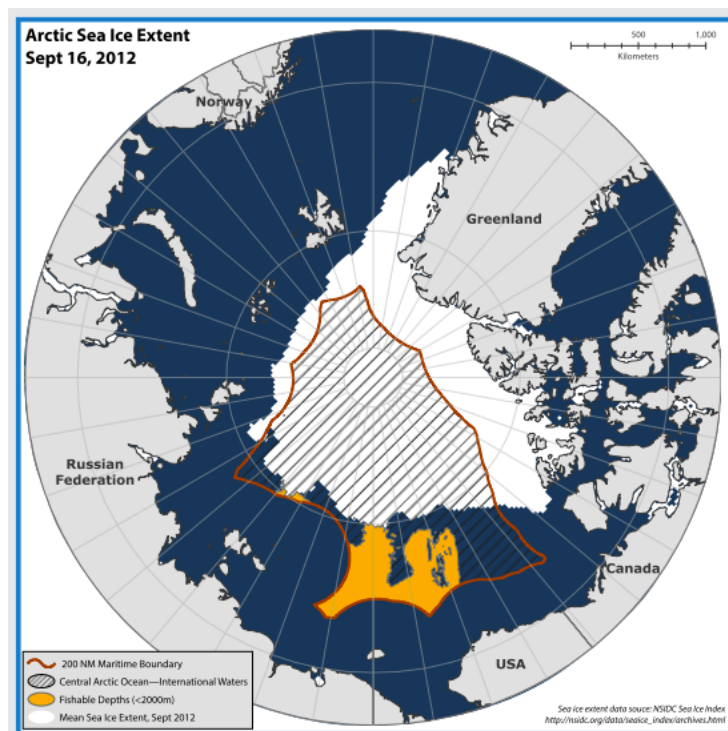 Arctic Sea Ice Extent
Sept 16, 2012
500 1,000
Kilometers
Norway
Greenland
Russian
Federation
Canada
USA
200 NM Maritime Boundary
Central Arctic Ocean—International Waters
Fishable Depths (<2000m)
Mean Sea Ice Extent, Sept 2012
Sea Ice extent data souce: NSIDC Sea Ice Index
http://nsidc.org/data/seaice_index/archives.html